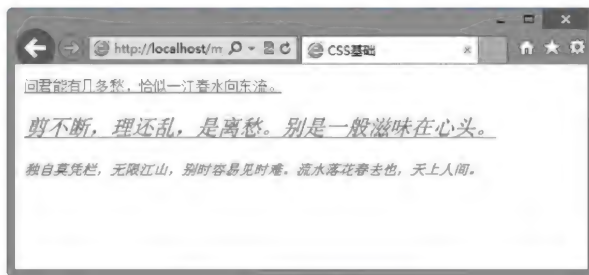 http://localhost/m
CSS基础
问君能有几多愁，恰似一江春水向东流。
剪不断，理还乱，是离愁。别是一般滋味在心头。
独自莫凭栏，无限江山，别时容易见时难。流水落花春去也，天上人间。